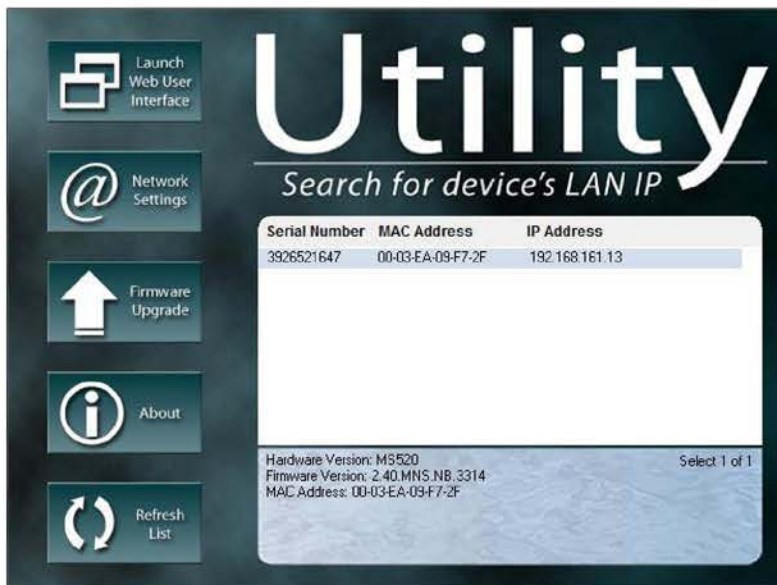 Launch
Web User
Interface
Network
Settings
Firmware
Upgrade
About
Refresh
List
Utility
Search for device's LAN IP
Serial Number MAC Address IP Address
3926521647 00-03-EA-09-F7-2F 192.168.161.13
Hardware Version: MS520 Select 1 of 1
Firmware Version: 2.40.MNS.NB.3314
MAC Address: 00-03-EA-09-F7-2F